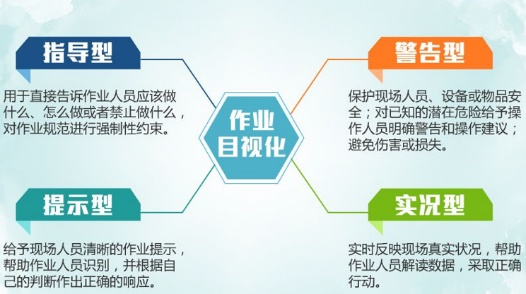 指导型
用于直接告诉作业人员应该做
什么、怎么做或者禁止做什么，
对作业规范进行强制性约束。
警告型
保护现场人员、设备或物品安
全；对已知的潜在危险给予操
作人员明确警告和操作建议；
避免伤害或损失。
作业
目视化
提示型
给予现场人员清晰的作业提示，
帮助作业人员识别，并根据自
己的判断作出正确的响应。
实况型
实时反映现场真实状况，帮助
作业人员解读数据，采取正确
行动。